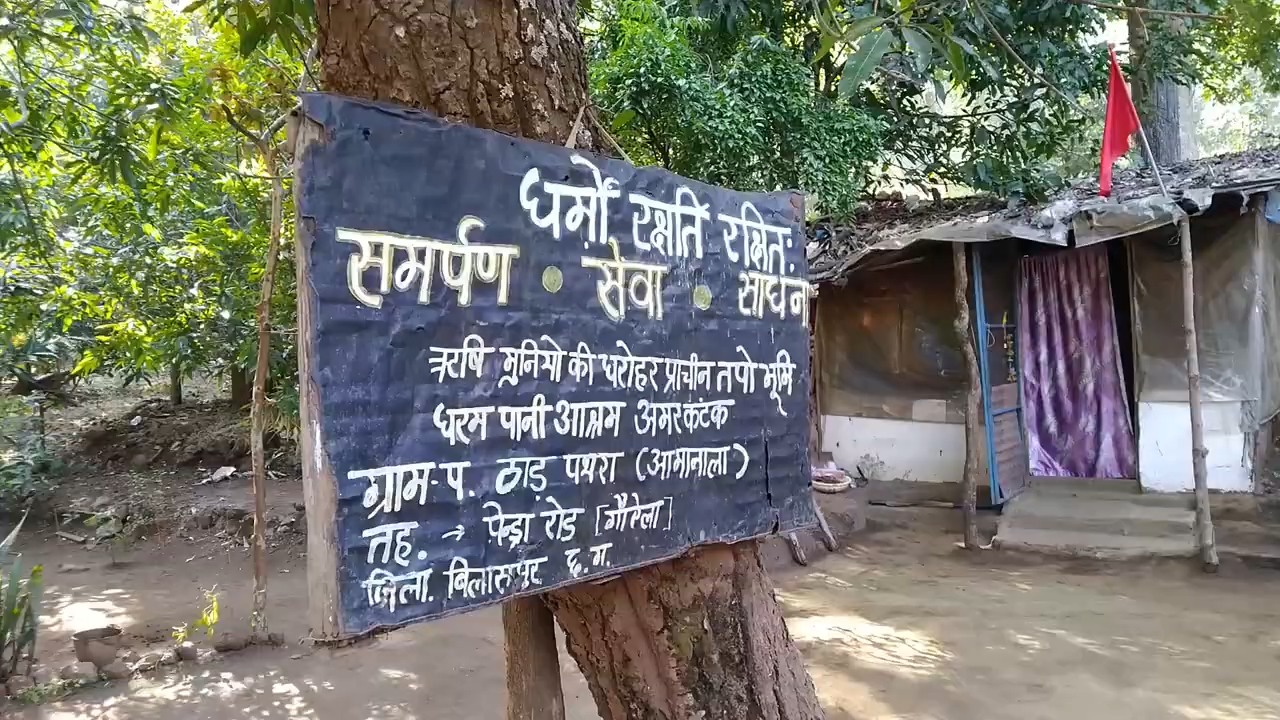 धर्मो रक्षति रक्षित:
समर्पण • सेवा • साधना
ऋषि मुनियो की धरोहर प्राचीन तपो भूमि
धरम पानी आश्रम अमरकंटक
ग्राम-प. ठाड़ पथरा (आमानाला)
तह. → पेन्ड्रा रोड [गौरेला]
जिला. बिलासपुर छ.ग.